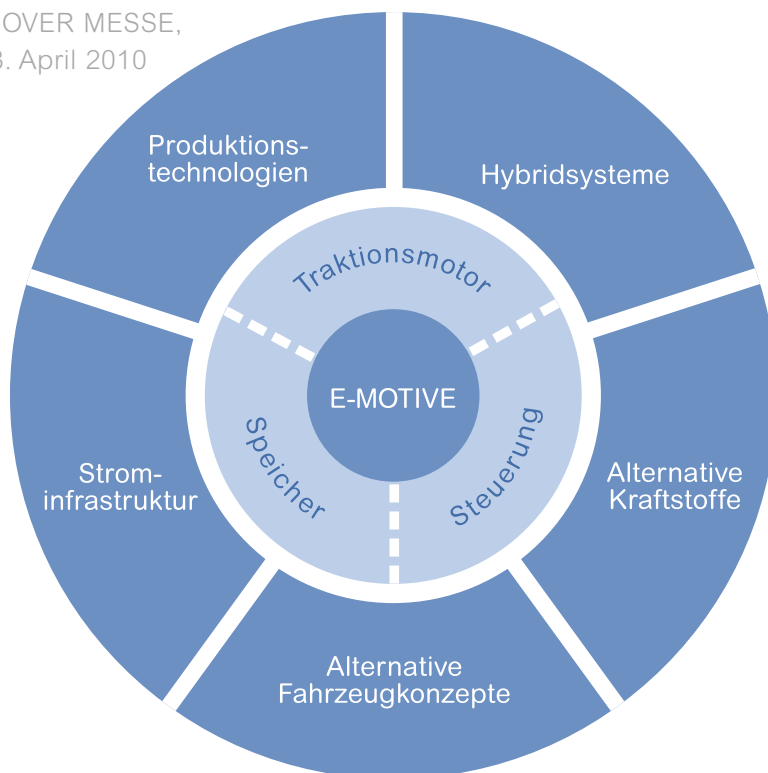 OVER MESSE,
. April 2010
Produktions-
technologien
Hybridsysteme
Traktionsmotor
E-MOTIVE
Speicher
Steuerung
Strom-
infrastruktur
Alternative
Kraftstoffe
Alternative
Fahrzeugkonzepte